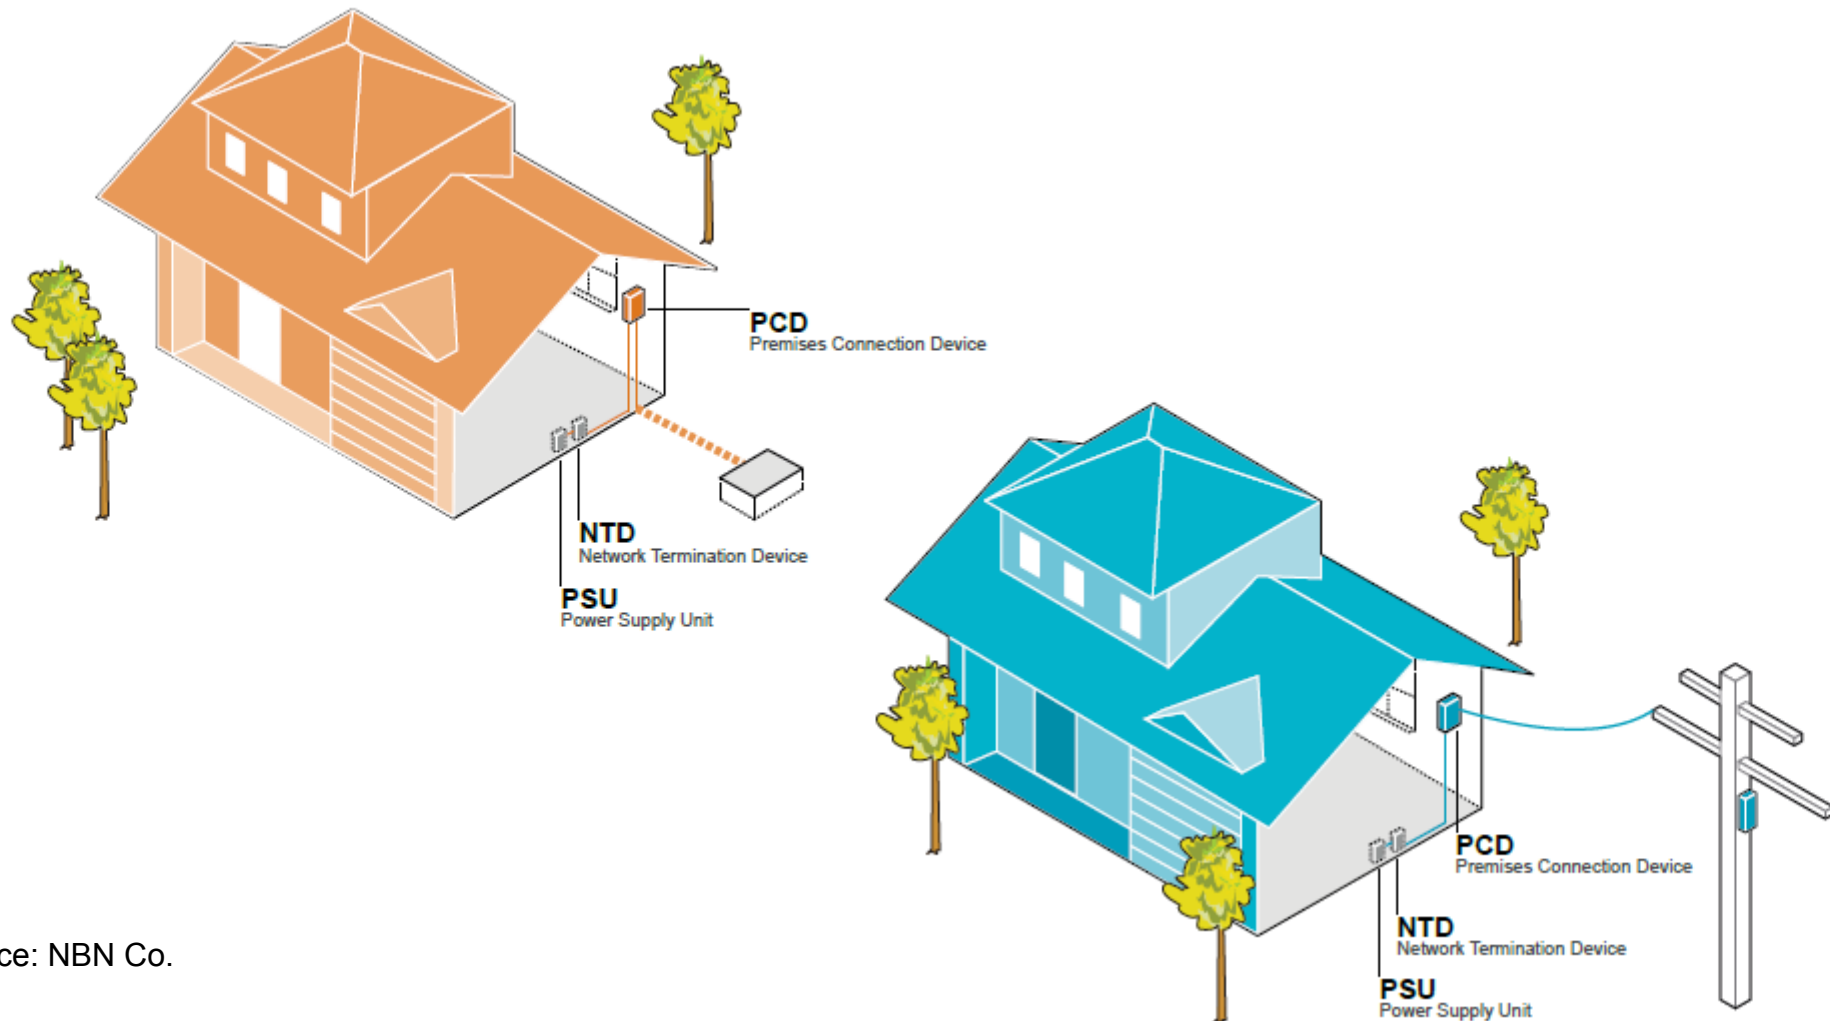 PCD
Premises Connection Device
NTD
Network Termination Device
PSU
Power Supply Unit
PCD
Premises Connection Device
NTD
Network Termination Device
PSU
Power Supply Unit
ce: NBN Co.